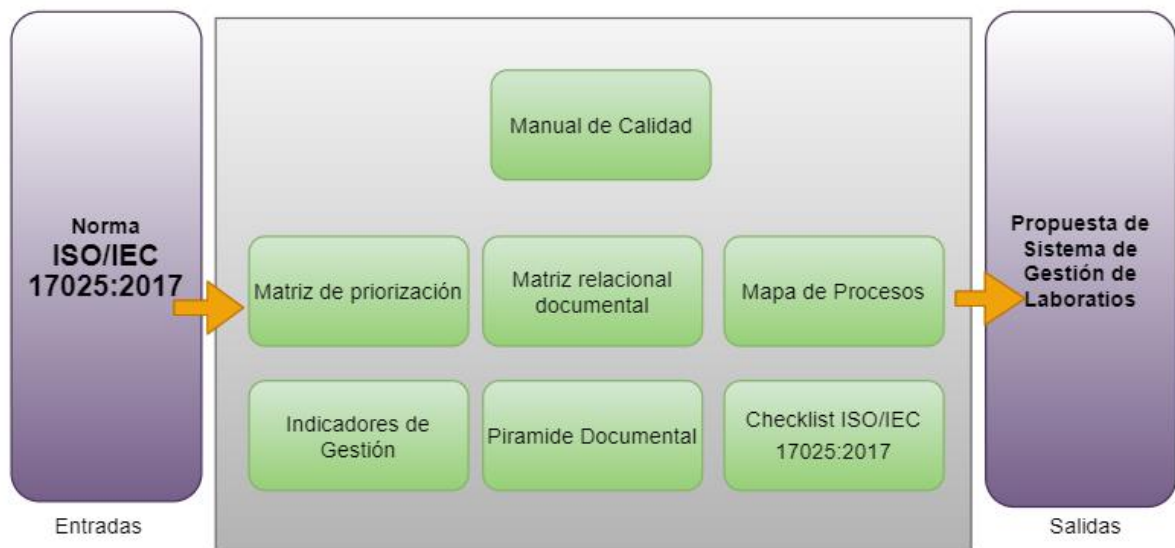 Norma
ISO/IEC
17025:2017
Entradas
Manual de Calidad
Matriz de priorización
Matriz relacional
documental
Mapa de Procesos
Indicadores de
Gestión
Piramide Documental
Checklist ISO/IEC
17025:2017
Propuesta de
Sistema de
Gestión de
Laboratios
Salidas